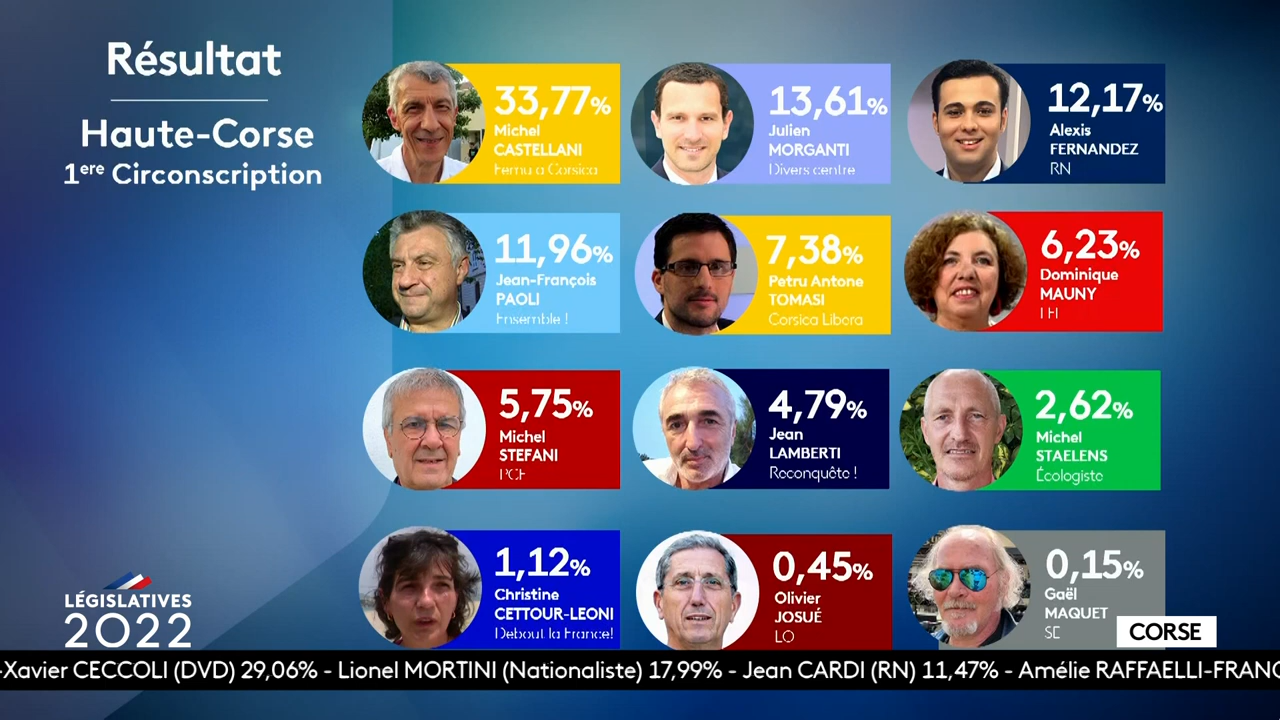 Résultat
Haute-Corse
1ere Circonscription
33,77%
Michel
CASTELLANI
Femu a Corsica
13,61%
Julien
MORGANTI
Divers centre
12,17%
Alexis
FERNANDEZ
RN
11,96%
Jean-François
PAOLI
Ensemble !
7,38%
Petru Antone
TOMASI
Corsica Libera
6,23%
Dominique
MAUNY
5,75%
Michel
STEFANI
PCF
4,79%
Jean
LAMBERTI
Reconquête !
2,62%
Michel
STAELENS
Écologiste
1,12%
Christine
CETTOUR-LEONI
Debout la France!
0,45%
Olivier
JOSUÉ
LO
0,15%
Gaël
MAQUET
SE
LÉGISLATIVES
2022
CORSE
-Xavier CECCOLI (DVD) 29,06% - Lionel MORTINI (Nationaliste) 17,99% - Jean CARDI (RN) 11,47% - Amélie RAFFAELLI-FRANC